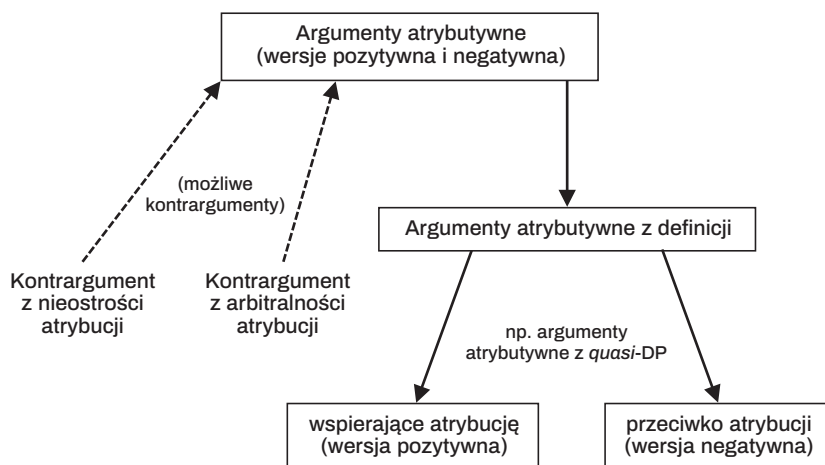 Argumenty atrybutywne
(wersje pozytywna i negatywna)
(możliwe
kontrargumenty)
Argumenty atrybutywne z definicji
Kontrargument
z nieostrości
atrybucji
Kontrargument
z arbitralności
atrybucji
np. argumenty
atrybutywne z quasi-DP
wspierające atrybucję
(wersja pozytywna)
przeciwko atrybucji
(wersja negatywna)